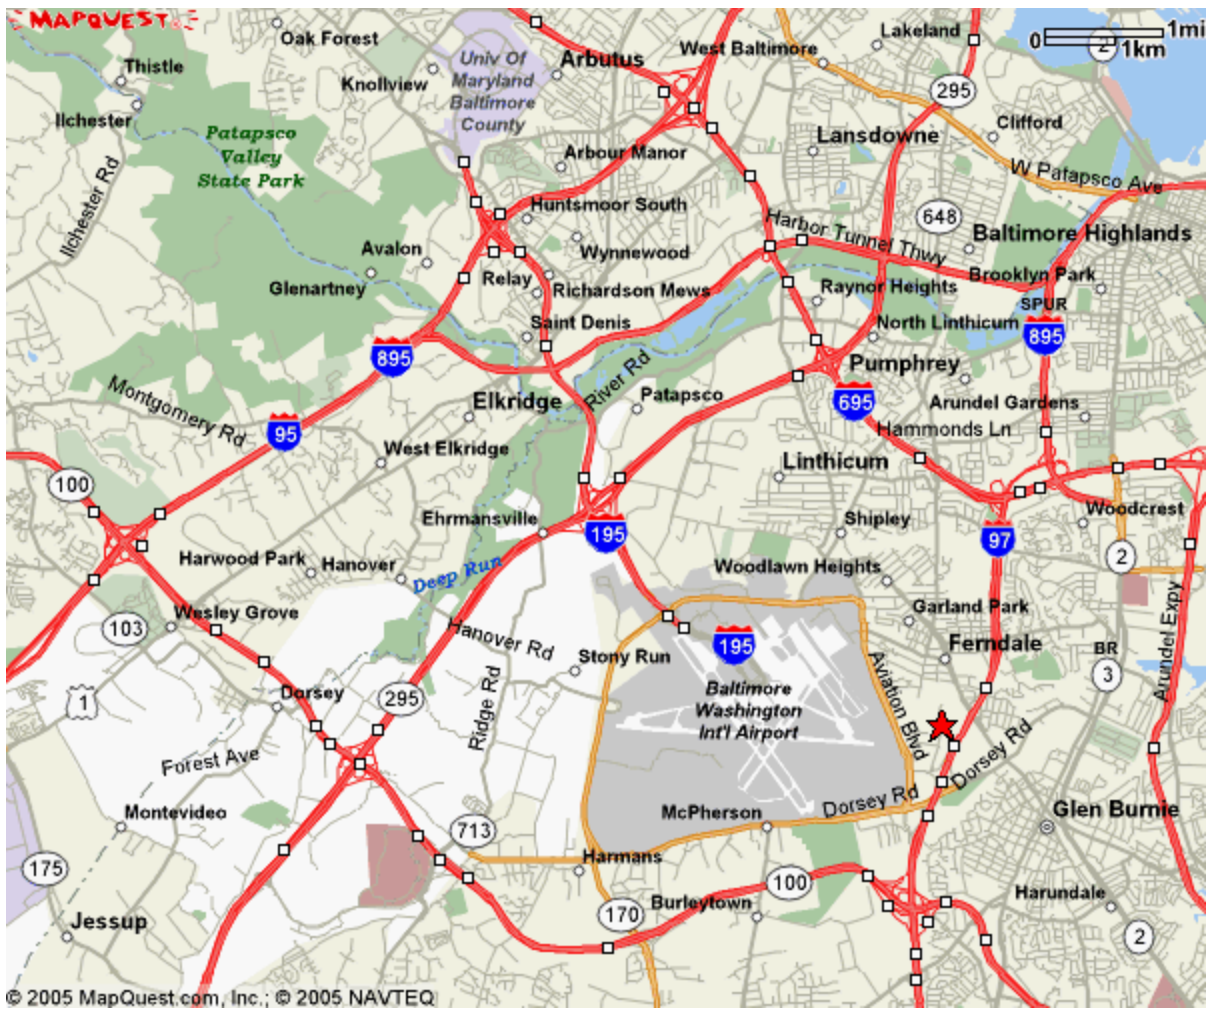 MAPQUEST
Oak Forest
Arbutus
West Baltimore
Lakeland
0
1mi
1km
2
Thistle
Knollview
Univ Of
Maryland
Baltimore
County
295
Ilchester
Patapsco
Valley
State Park
Lansdowne
Clifford
Arbour Manor
W Patapsco Ave
Ilchester Rd
Huntsmoor South
648
Harbor Tunnel Thwy
Baltimore Highlands
Avalon
Wynnewood
Glenartney
Relay
Richardson Mews
Raynor Heights
Brooklyn Park
SPUR
Saint Denis
North Linthicum
895
895
River Rd
Pumphrey
Montgomery Rd
Elkridge
Patapsco
695
Arundel Gardens
95
West Elkridge
Hammonds Ln
Linthicum
100
Ehrmansville
195
Shipley
97
Woodcrest
2
Harwood Park
Hanover
Deep Run
Woodlawn Heights
Wesley Grove
103
Garland Park
Hanover Rd
Ferndale
Stony Run
195
BR
3
Arundel Expy
1
Dorsey
295
Ridge Rd
Baltimore
Washington
Int'l Airport
Aviation Blvd
Forest Ave
Dorsey Rd
Dorsey Rd
Montevideo
McPherson
Glen Burnie
713
Harmans
175
100
Harundale
Burleytown
170
Jessup
2
© 2005 MapQuest.com, Inc.; © 2005 NAVTEQ